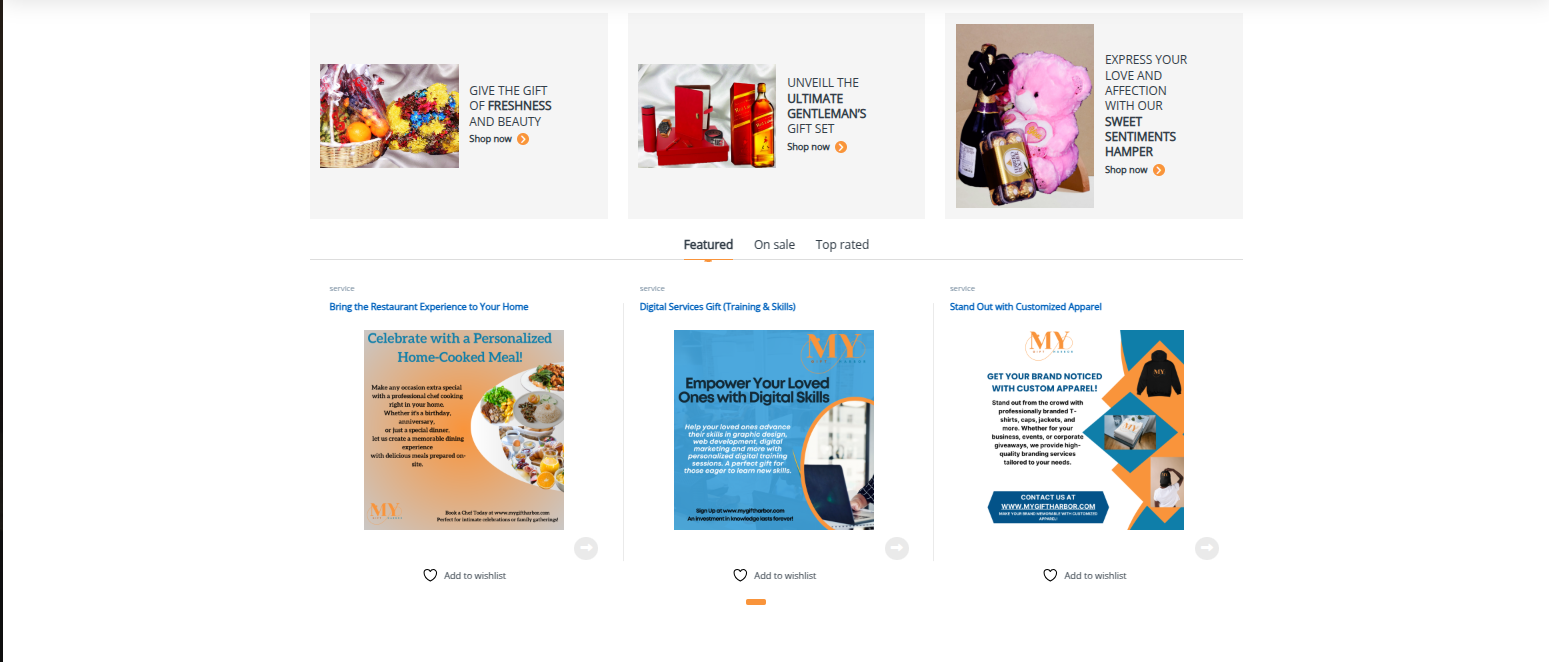 GIVE THE GIFT
OF FRESHNESS
AND BEAUTY
Shop now
UNVEILL THE
ULTIMATE
GENTLEMAN'S
GIFT SET
Shop now
EXPRESS YOUR
LOVE AND
AFFECTION
WITH OUR
SWEET
SENTIMENTS
HAMPER
Shop now
Featured
On sale
Top rated
service
Bring the Restaurant Experience to Your Home
Celebrate with a Personalized
Home-Cooked Meal!
Make any occasion extra special
with a professional chef cooking
right in your home.
Whether it's a birthday,
anniversary,
or just a special dinner,
let us create a memorable dining
experience
with delicious meals prepared on-
site.
MY
Book a Chef Today at www.mygiftharbor.com
Perfect for intimate celebrations or family gatherings!
Add to wishlist
service
Digital Services Gift (Training & Skills)
MY
GIFT HARBOR
Empower Your Loved
Ones with Digital Skills
Help your loved ones advance
their skills in graphic design,
web development, digital
marketing and more with
personalized digital training
sessions. A perfect gift for
those eager to learn new skills.
Sign Up at www.mygiftharbor.com
An investment in knowledge lasts forever!
Add to wishlist
service
Stand Out with Customized Apparel
MY
GIFT HARBOR
GET YOUR BRAND NOTICED
WITH CUSTOM APPAREL!
Stand out from the crowd with
professionally branded T-
shirts, caps, jackets, and
more. Whether for your
business, events, or corporate
giveaways, we provide high-
quality branding services
tailored to your needs.
MY
CONTACT US AT
WWW.MYGIFTHARBOR.COM
MAKE YOUR BRAND MEMORABLE WITH CUSTOMIZED
APPAREL!
Add to wishlist